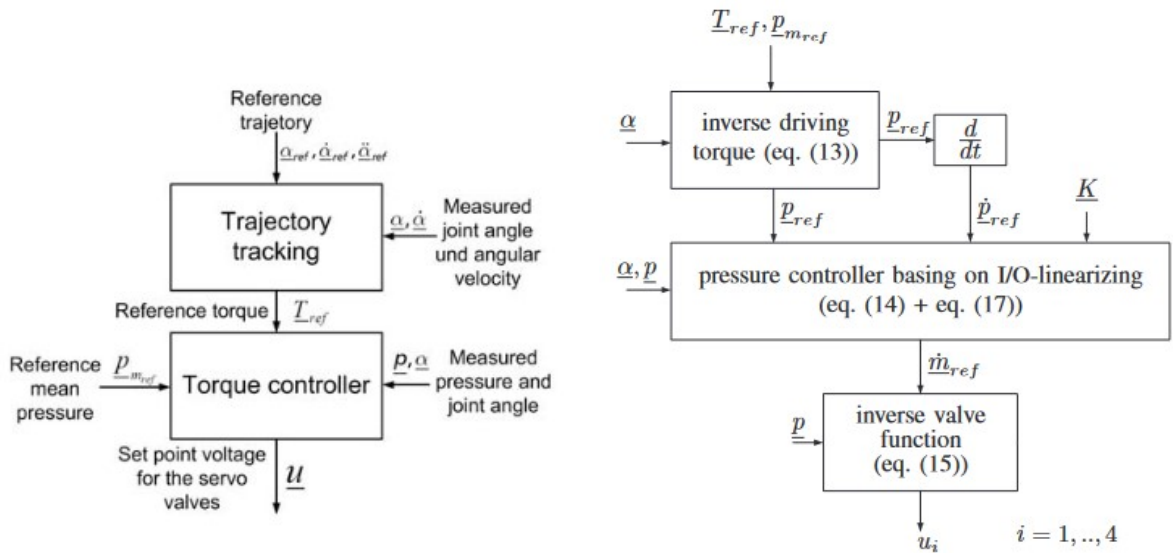 Reference
trajetory
α_ref, α̇_ref, α̈_ref
Trajectory
tracking
α, α̇
Measured
joint angle
und angular
velocity
Reference torque
T_ref
Reference
mean
pressure
p_m_ref
Torque controller
p, α
Measured
pressure and
joint angle
Set point voltage
for the servo
valves
u
T_ref, p_m_ref
α
inverse driving
torque (eq. (13))
p_ref
d
dt
p_ref
ṗ_ref
K
α, p
pressure controller basing on I/O-linearizing
(eq. (14) + eq. (17))
ṁ_ref
p
inverse valve
function
(eq. (15))
u_i
i = 1, .., 4